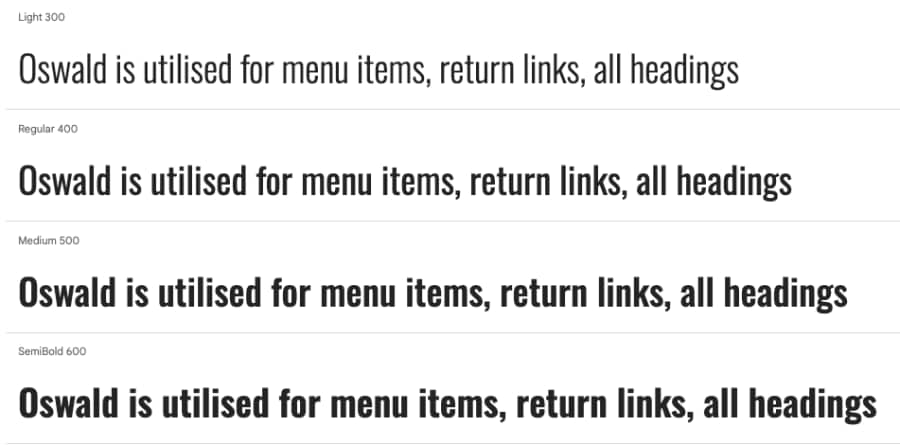 Light 300
Oswald is utilised for menu items, return links, all headings
Regular 400
Oswald is utilised for menu items, return links, all headings
Medium 500
Oswald is utilised for menu items, return links, all headings
SemiBold 600
Oswald is utilised for menu items, return links, all headings